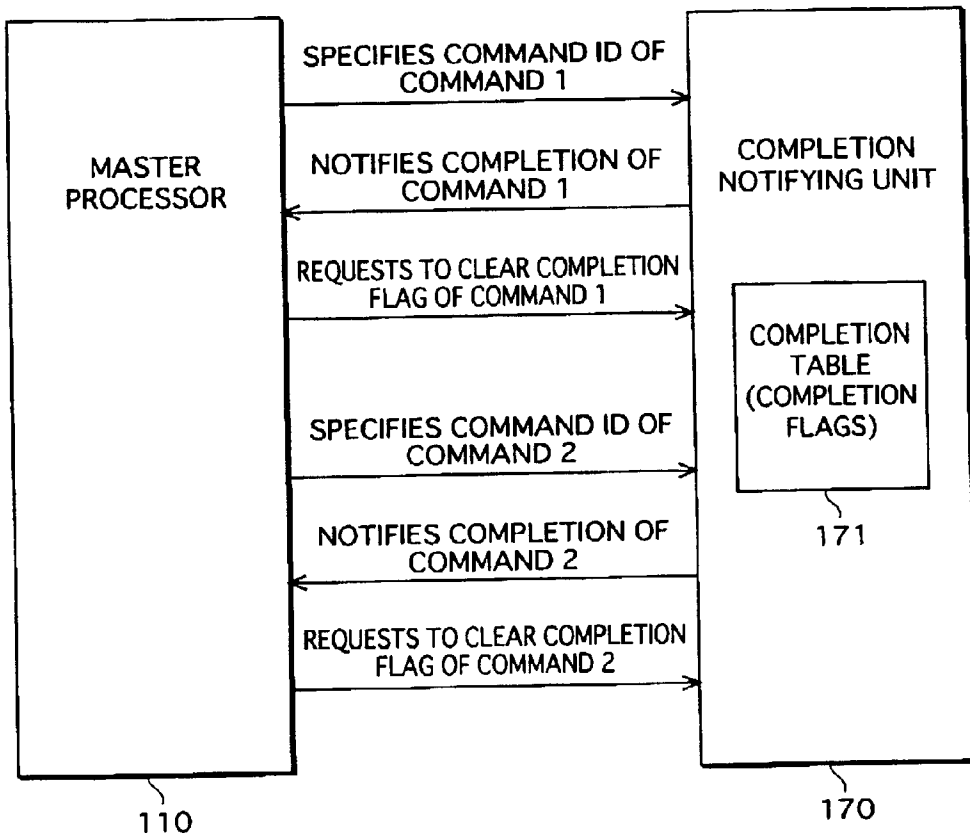 MASTER
PROCESSOR
SPECIFIES COMMAND ID OF
COMMAND 1
NOTIFIES COMPLETION OF
COMMAND 1
REQUESTS TO CLEAR COMPLETION
FLAG OF COMMAND 1
SPECIFIES COMMAND ID OF
COMMAND 2
NOTIFIES COMPLETION OF
COMMAND 2
REQUESTS TO CLEAR COMPLETION
FLAG OF COMMAND 2
COMPLETION
NOTIFYING UNIT
COMPLETION
TABLE
(COMPLETION
FLAGS)
171
110
170